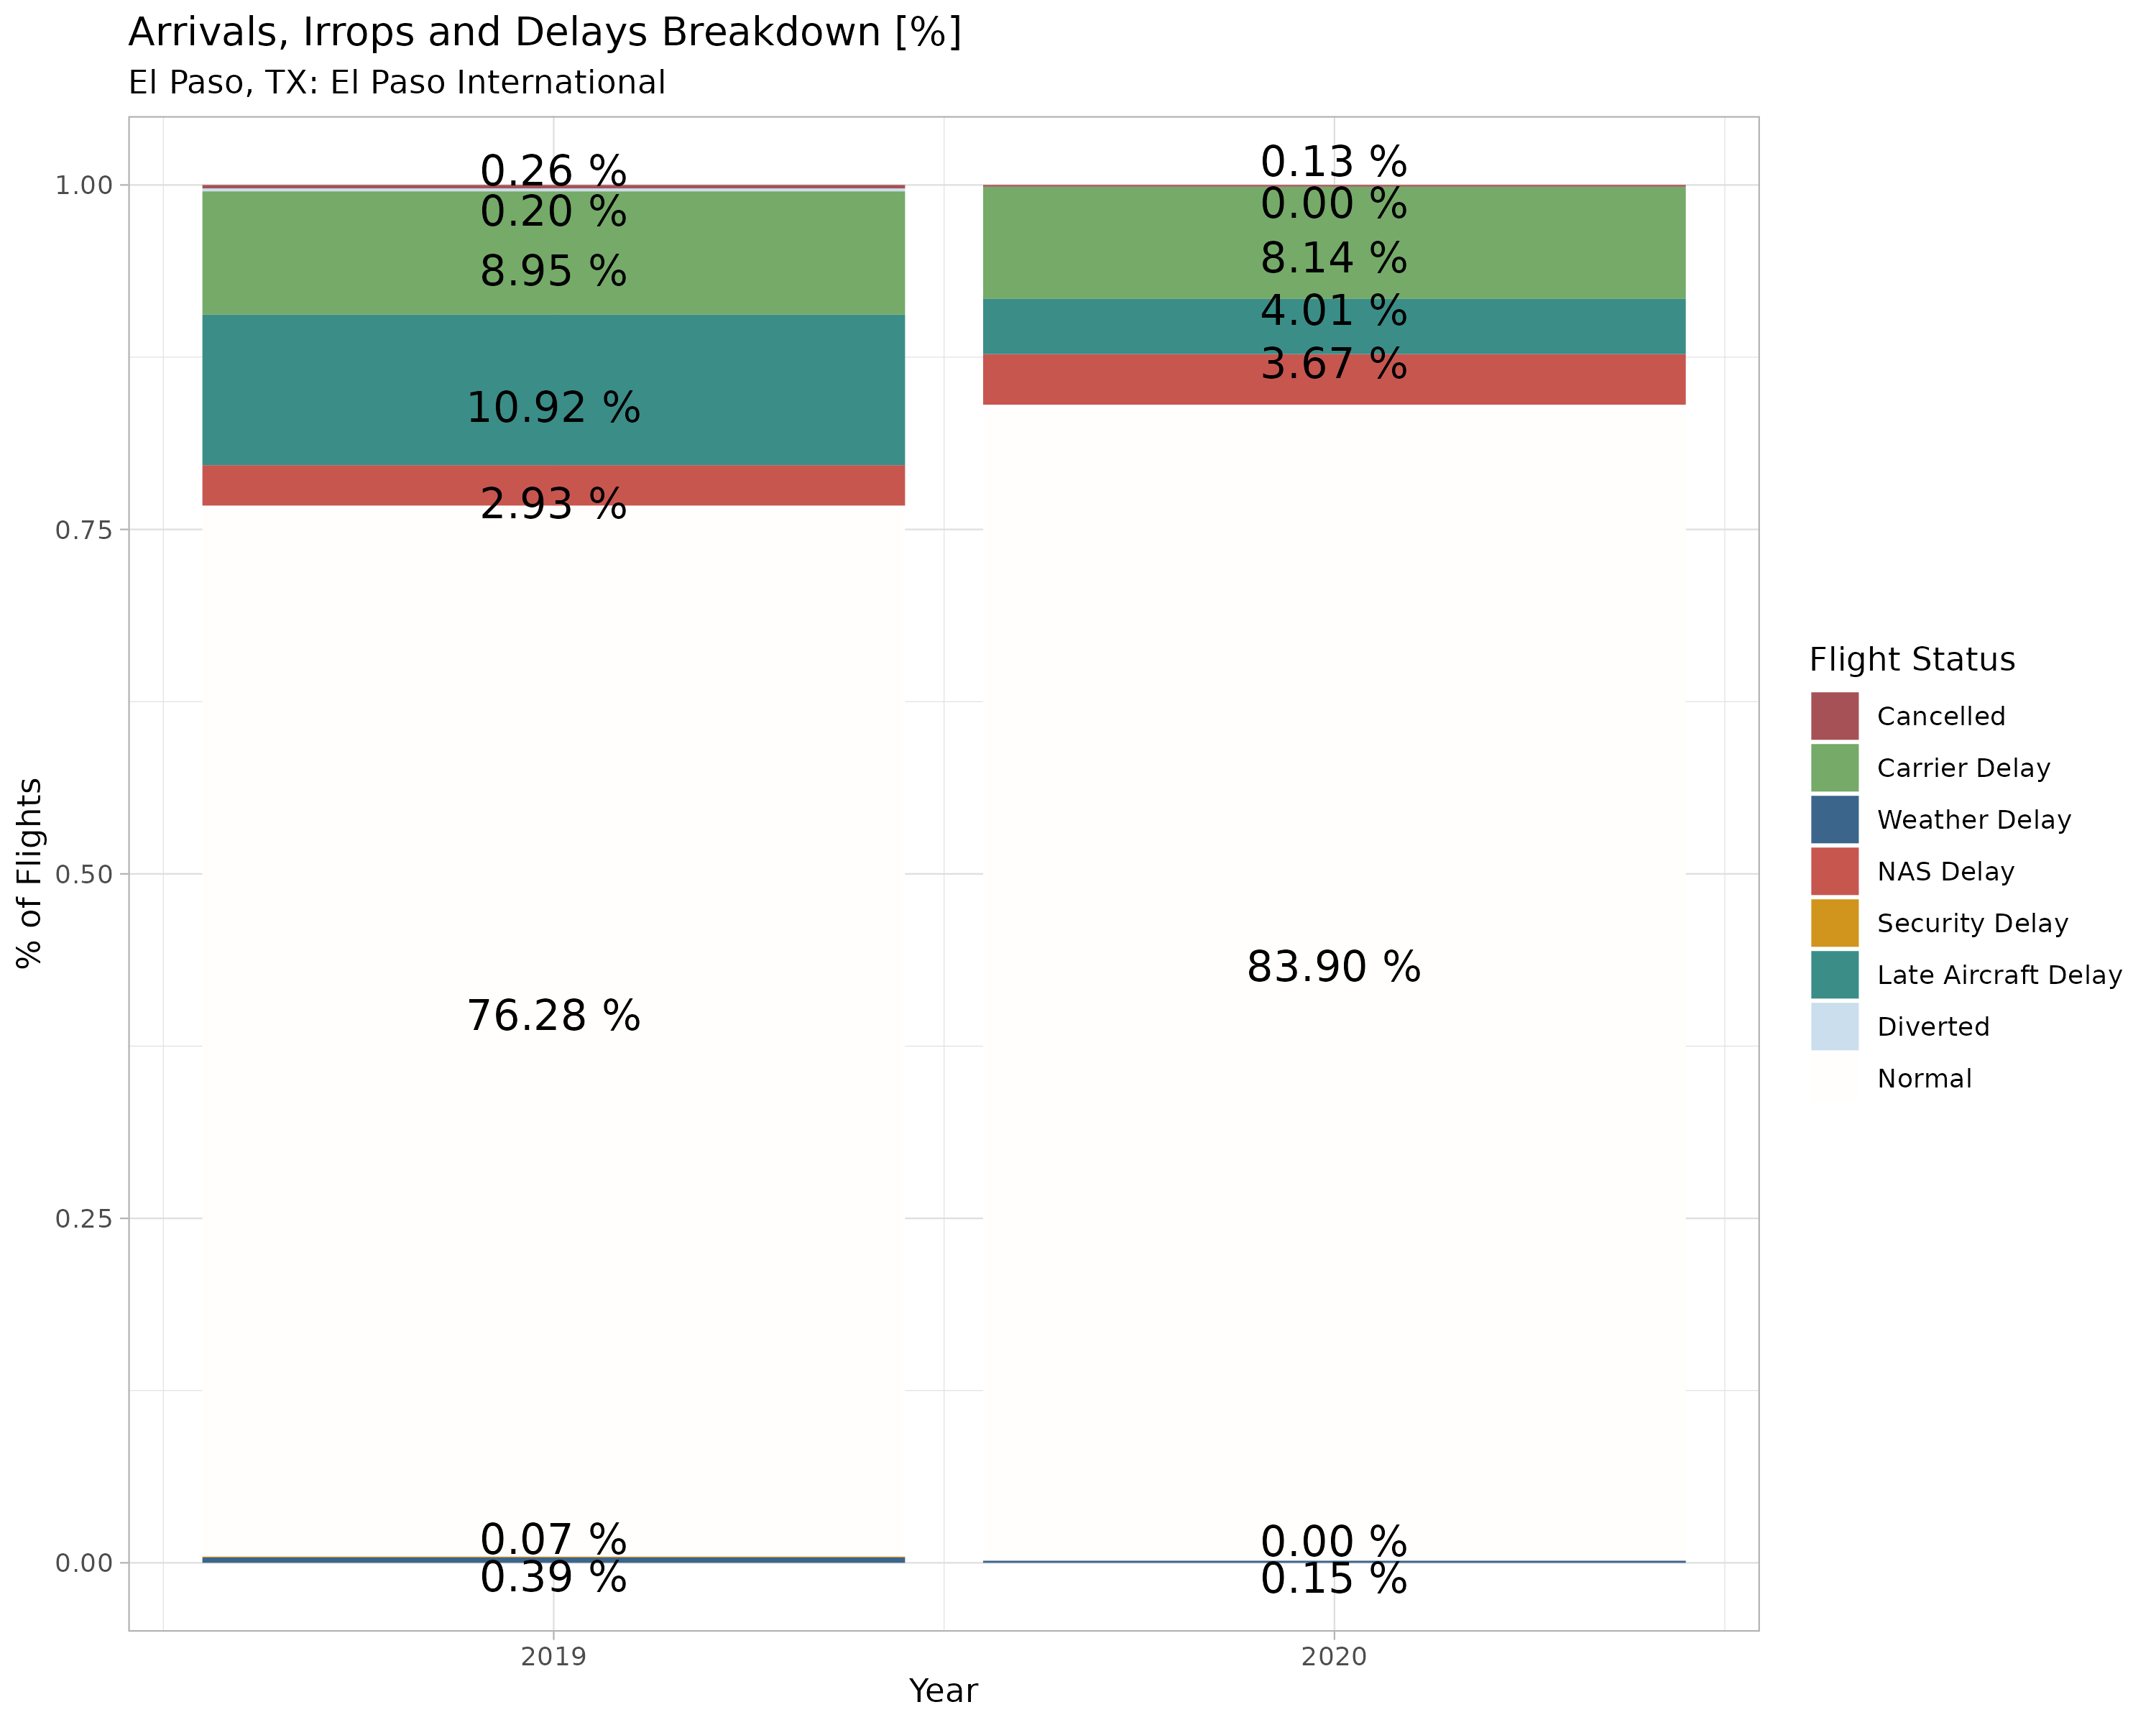 Arrivals, Irrops and Delays Breakdown [%]
El Paso, TX: El Paso International
% of Flights
1.00
0.75
0.50
0.25
0.00
0.26 %
0.20 %
8.95 %
10.92 %
2.93 %
76.28 %
0.07 %
0.39 %
0.13 %
0.00 %
8.14 %
4.01 %
3.67 %
83.90 %
0.00 %
0.15 %
2019
2020
Year
Flight Status
Cancelled
Carrier Delay
Weather Delay
NAS Delay
Security Delay
Late Aircraft Delay
Diverted
Normal